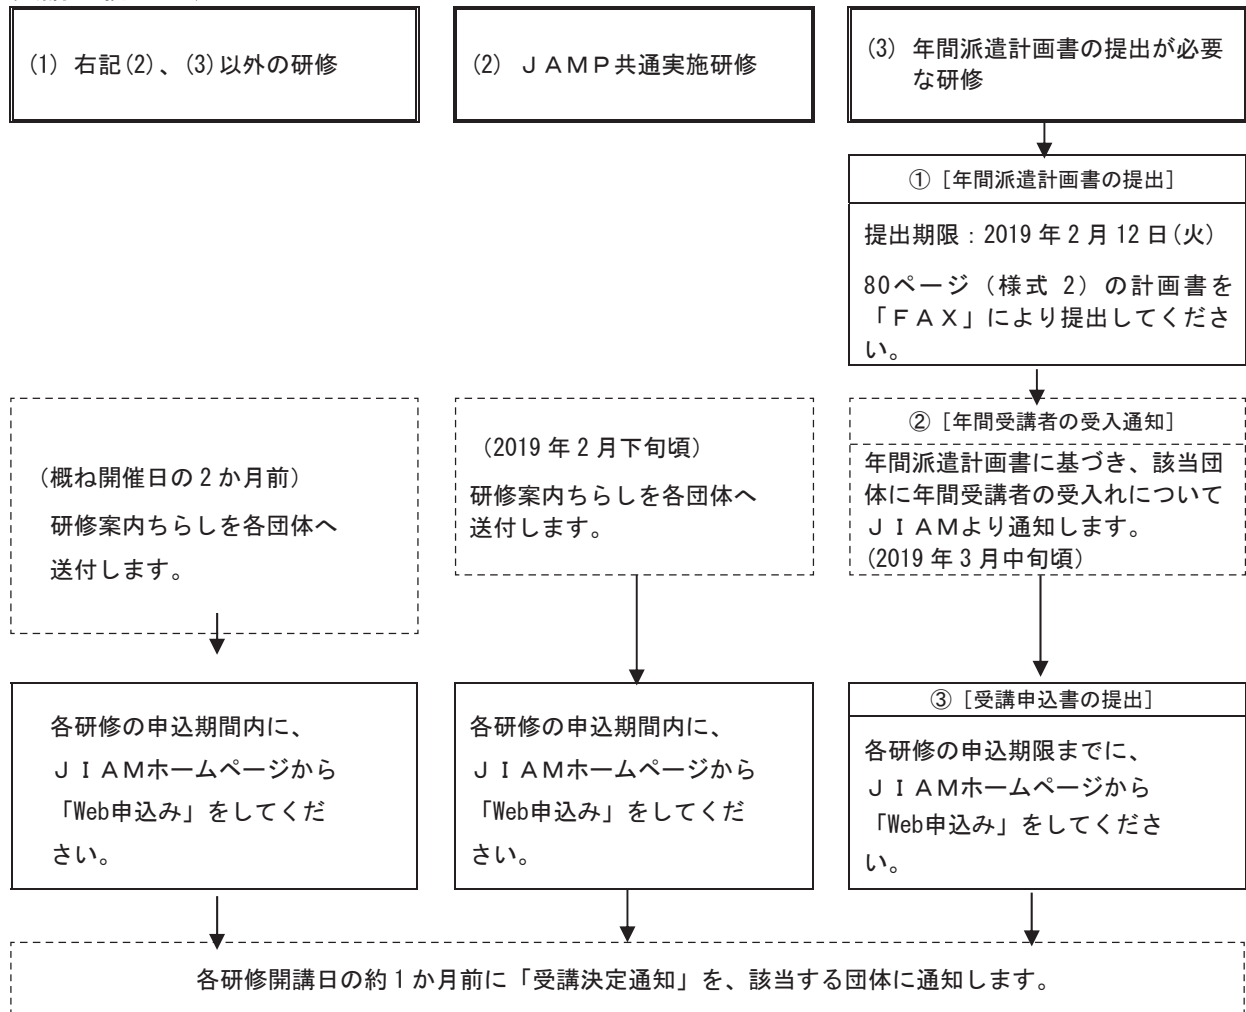 (1) 右記(2)、(3)以外の研修
(2) ＪＡＭＰ共通実施研修
(3) 年間派遣計画書の提出が必要
な研修
① [年間派遣計画書の提出]
提出期限：2019 年 2 月 12 日(火)
80ページ（様式 2）の計画書を
「ＦＡＸ」により提出してくださ
い。
(概ね開催日の 2 か月前)
研修案内ちらしを各団体へ
送付します。
(2019 年 2 月下旬頃)
研修案内ちらしを各団体へ
送付します。
② [年間受講者の受入通知]
年間派遣計画書に基づき、該当団
体に年間受講者の受入れについて
ＪＩＡＭより通知します。
(2019 年 3 月中旬頃)
各研修の申込期間内に、
ＪＩＡＭホームページから
「Web申込み」をしてくだ
さい。
各研修の申込期間内に、
ＪＩＡＭホームページから
「Web申込み」をしてくだ
さい。
③ [受講申込書の提出]
各研修の申込期限までに、
ＪＩＡＭホームページから
「Web申込み」をしてくださ
い。
各研修開講日の約 1 か月前に「受講決定通知」を、該当する団体に通知します。